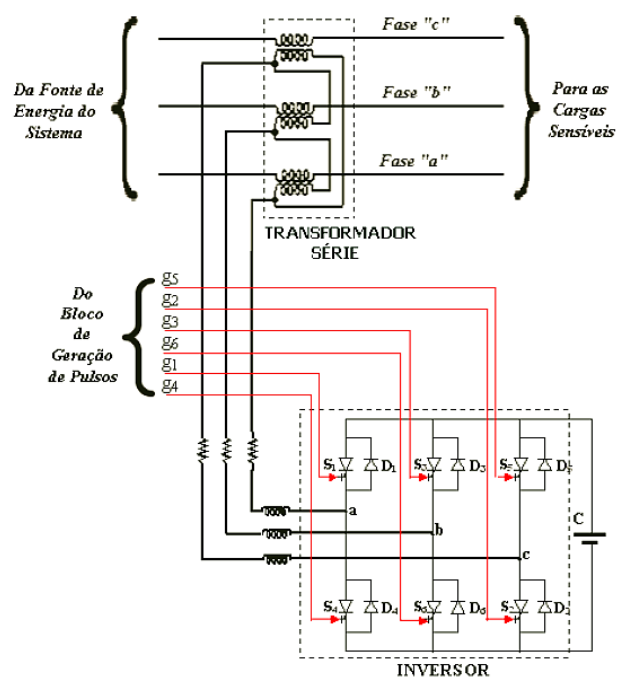 Fase "c"
Da Fonte de
Energia do
Sistema
Fase "b"
Para as
Cargas
Sensíveis
Fase "a"
TRANSFORMADOR
SÉRIE
Do
Bloco
de
Geração
de Pulsos
g5
g2
g3
g6
g1
g4
S1 D1 S3 D3 S5 D5
a
b
c
C
S4 D4 S6 D6 S2 D2
INVERSOR